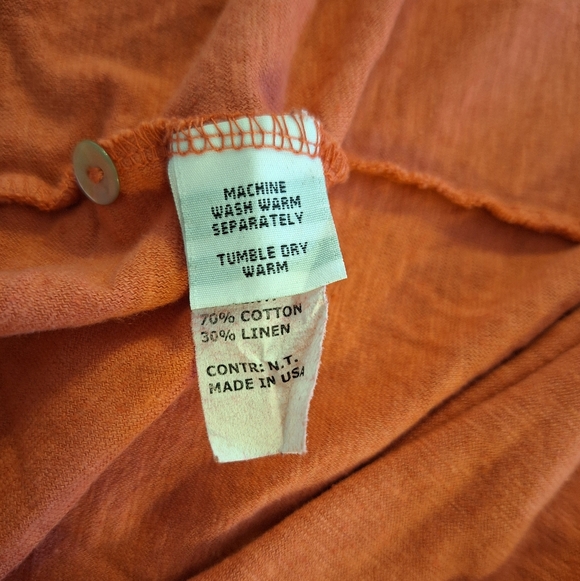 MACHINE
WASH WARM
SEPARATELY
TUMBLE DRY
WARM
70% COTTON
30% LINEN
CONTR: N.T.
MADE IN USA